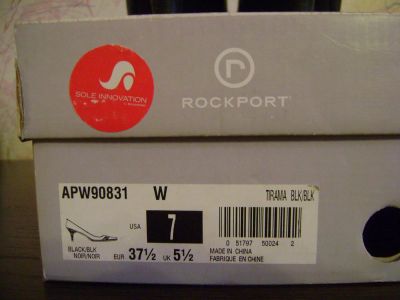 SOLE INNOVATION
R
ROCKPORT
APW90831 W TIRAMA BLK/BLK
USA 7
BLACK/BLK
NOIR/NOIR
EUR 37½ UK 5½
0 51797 50024 2
MADE IN CHINA
FABRIQUE EN CHINE